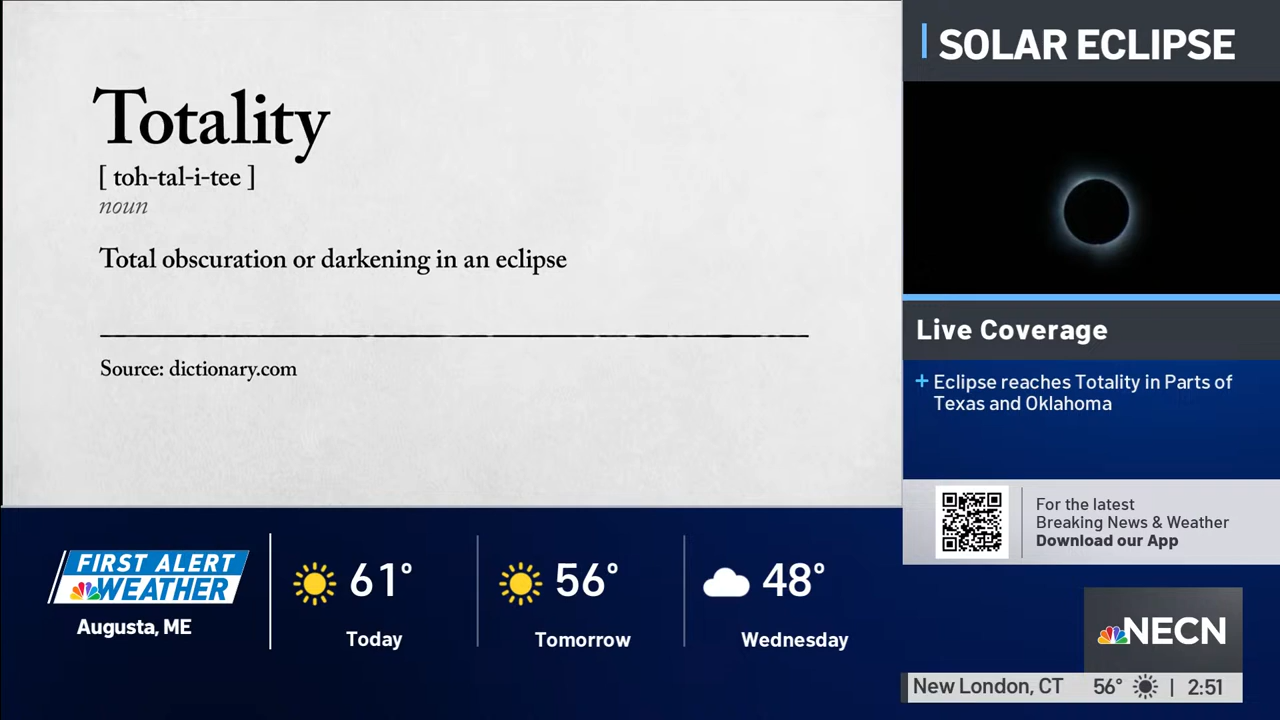 Totality
[ toh-tal-i-tee ]
noun
Total obscuration or darkening in an eclipse
Source: dictionary.com
SOLAR ECLIPSE
Live Coverage
+ Eclipse reaches Totality in Parts of
Texas and Oklahoma
For the latest
Breaking News & Weather
Download our App
FIRST ALERT
WEATHER
Augusta, ME
61°
Today
56°
Tomorrow
48°
Wednesday
NECN
New London, CT 56° | 2:51